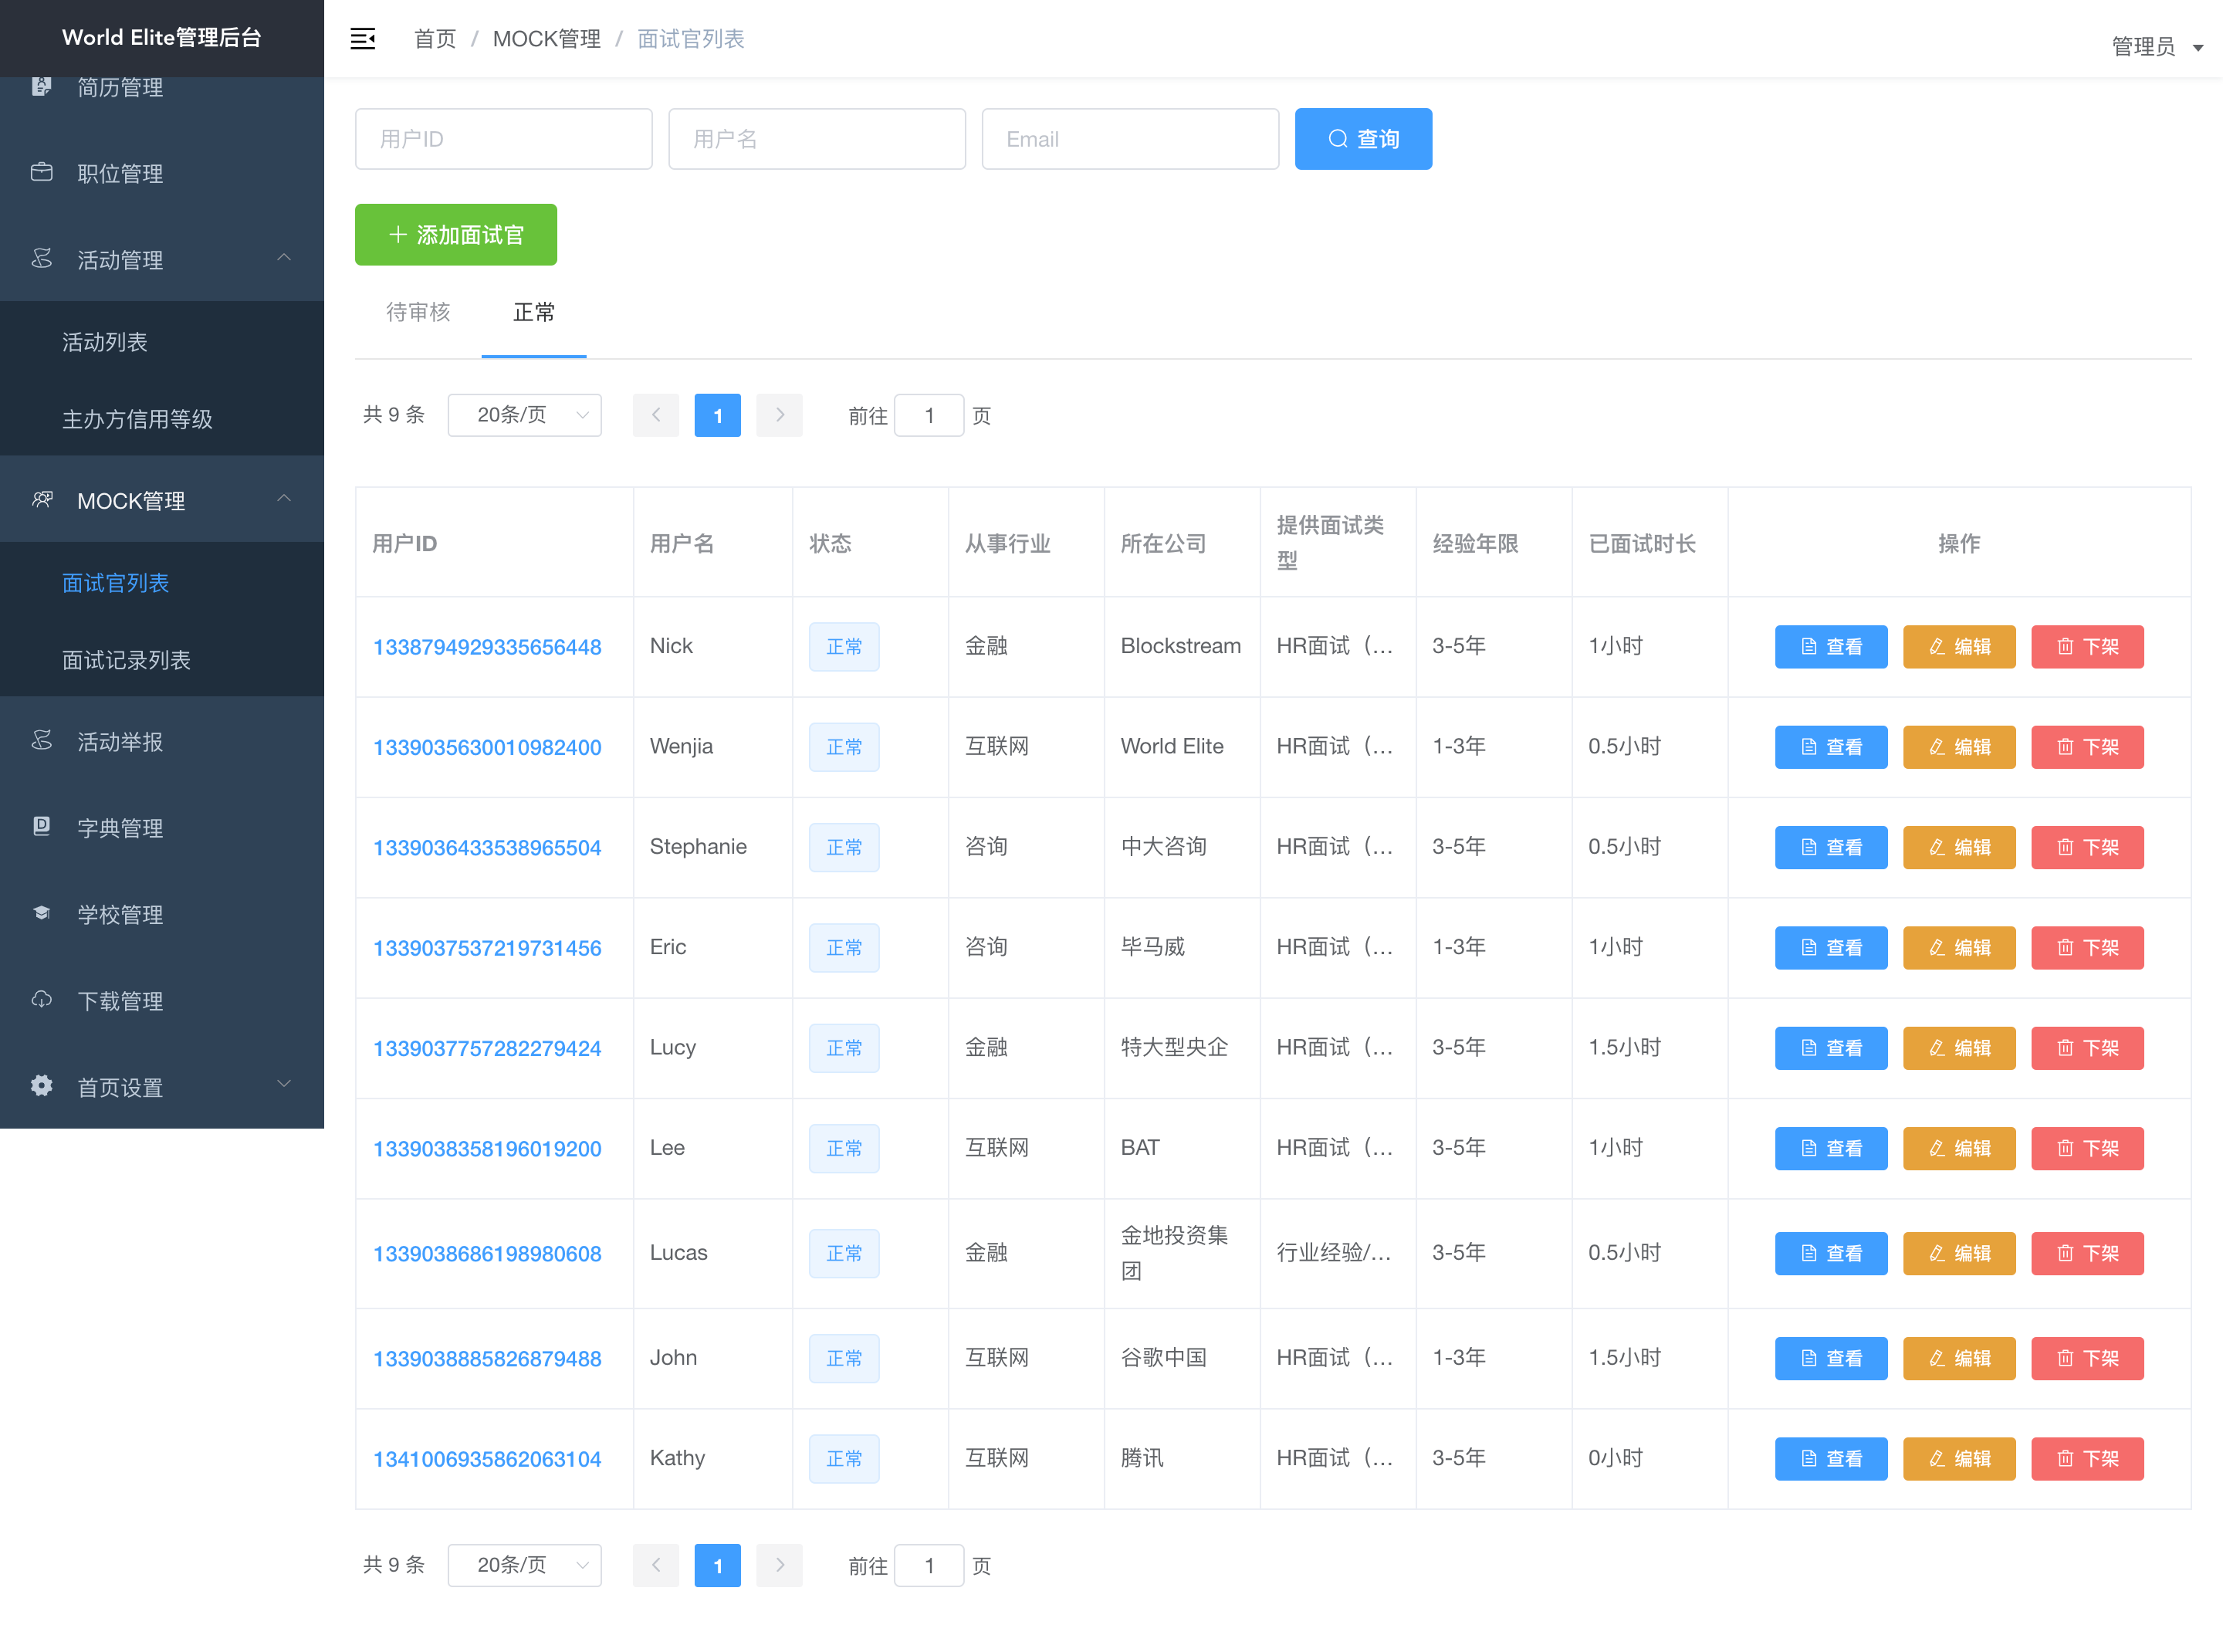 World Elite管理后台
首页 / MOCK管理 / 面试官列表
管理员
简历管理
职位管理
活动管理
活动列表
主办方信用等级
MOCK管理
面试官列表
面试记录列表
活动举报
字典管理
学校管理
下载管理
首页设置
用户ID 用户名 Email 查询
添加面试官
待审核 正常
共 9 条 20条/页 1 前往 1 页
用户ID 用户名 状态 从事行业 所在公司 提供面试类型 经验年限 已面试时长 操作
1338794929335656448 Nick 正常 金融 Blockstream HR面试（... 3-5年 1小时 查看 编辑 下架
1339035630010982400 Wenjia 正常 互联网 World Elite HR面试（... 1-3年 0.5小时 查看 编辑 下架
1339036433538965504 Stephanie 正常 咨询 中大咨询 HR面试（... 3-5年 0.5小时 查看 编辑 下架
1339037537219731456 Eric 正常 咨询 毕马威 HR面试（... 1-3年 1小时 查看 编辑 下架
1339037757282279424 Lucy 正常 金融 特大型央企 HR面试（... 3-5年 1.5小时 查看 编辑 下架
1339038358196019200 Lee 正常 互联网 BAT HR面试（... 3-5年 1小时 查看 编辑 下架
1339038686198980608 Lucas 正常 金融 金地投资集团 行业经验/... 3-5年 0.5小时 查看 编辑 下架
1339038885826879488 John 正常 互联网 谷歌中国 HR面试（... 1-3年 1.5小时 查看 编辑 下架
1341006935862063104 Kathy 正常 互联网 腾讯 HR面试（... 3-5年 0小时 查看 编辑 下架
共 9 条 20条/页 1 前往 1 页